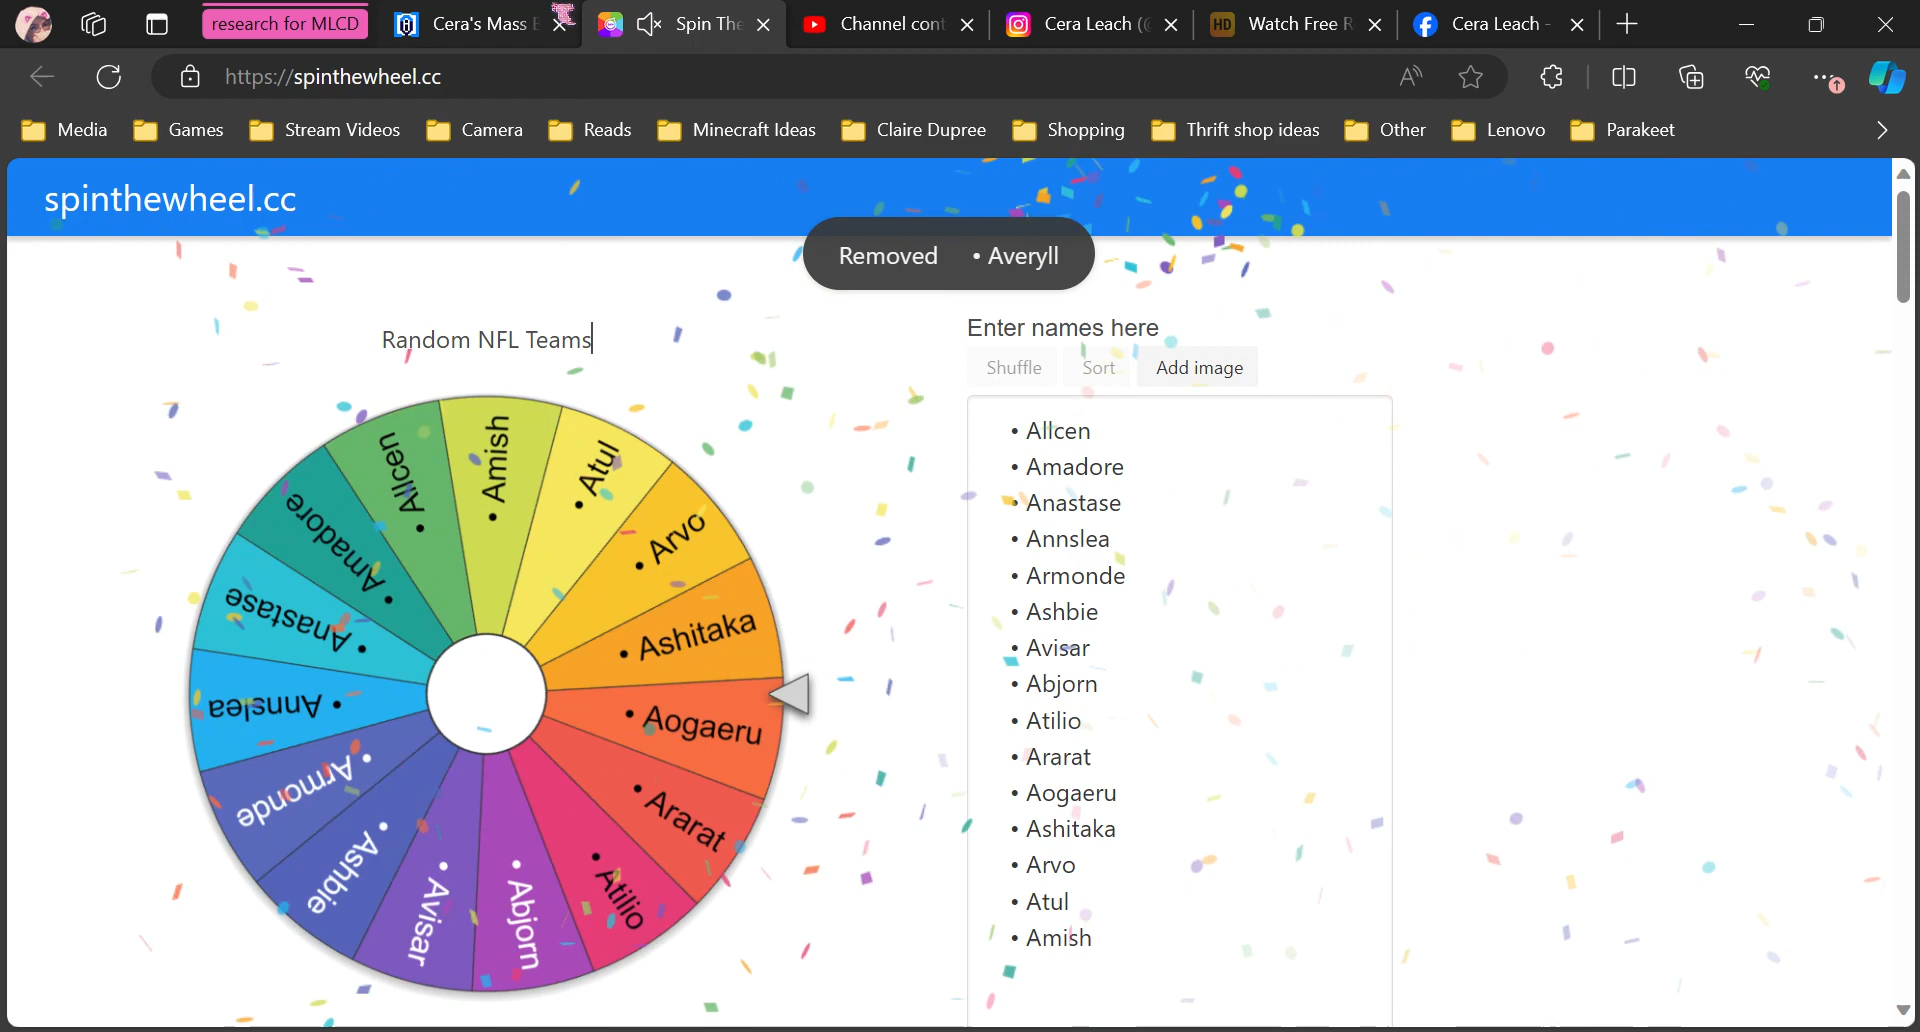 research for MLCD
Cera's Mass E
Spin The
Channel cont
Cera Leach (@
Watch Free R
Cera Leach -
https://spinthewheel.cc
Media
Games
Stream Videos
Camera
Reads
Minecraft Ideas
Claire Dupree
Shopping
Thrift shop ideas
Other
Lenovo
Parakeet
spinthewheel.cc
Removed • Averyll
Random NFL Teams
Enter names here
Shuffle
Sort
Add image
• Allcen
• Amadore
• Anastase
• Annslea
• Armonde
• Ashbie
• Avisar
• Abjorn
• Atilio
• Ararat
• Aogaeru
• Ashitaka
• Arvo
• Atul
• Amish
• Amish
• Atul
• Arvo
• Ashitaka
• Aogaeru
• Ararat
• Atilio
• Abjorn
• Avisar
• Ashbie
• Armonde
• Annslea
• Anastase
• Amadore
• Allcen
HD